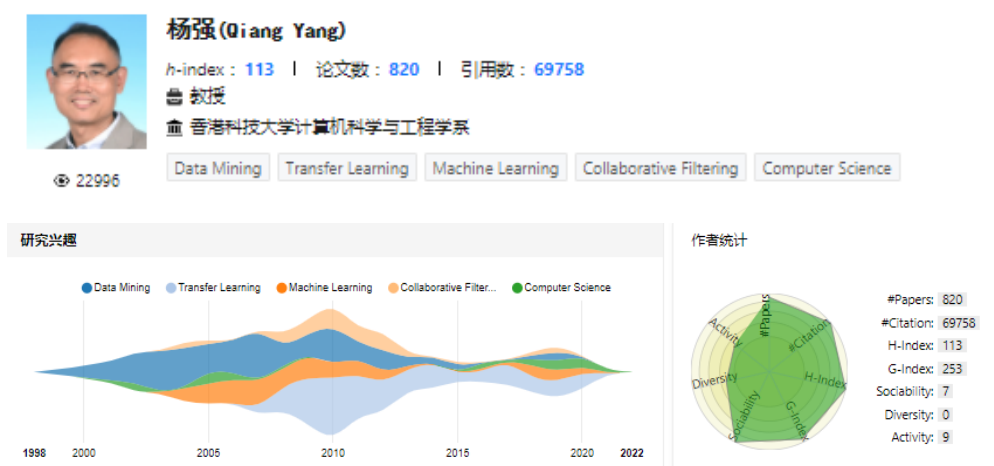 杨强(Qiang Yang)
h-index： 113 | 论文数： 820 | 引用数： 69758
教授
香港科技大学计算机科学与工程学系
Data Mining Transfer Learning Machine Learning Collaborative Filtering Computer Science
22996
研究兴趣
Data Mining Transfer Learning Machine Learning Collaborative Filter... Computer Science
1998 2000 2005 2010 2015 2020 2022
作者统计
#Papers
#Citation
H-Index
G-Index
Sociability
Diversity
Activity
#Papers: 820
#Citation: 69758
H-Index: 113
G-Index: 253
Sociability: 7
Diversity: 0
Activity: 9